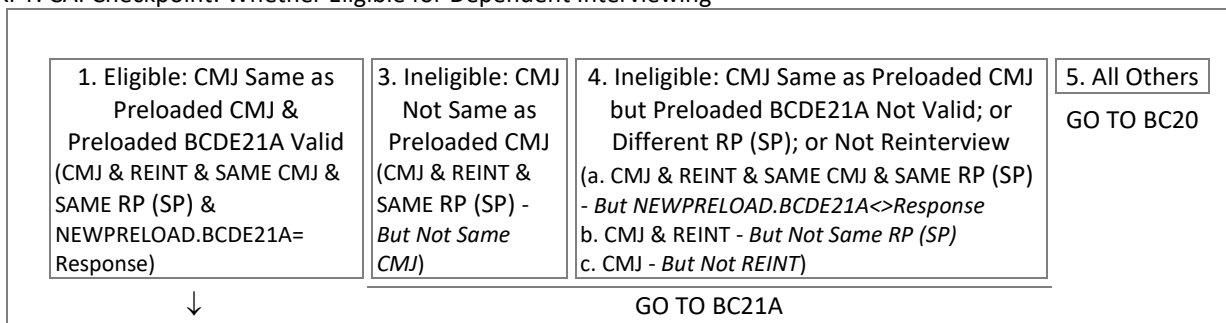 1. Eligible: CMJ Same as
Preloaded CMJ &
Preloaded BCDE21A Valid
(CMJ & REINT & SAME CMJ &
SAME RP (SP) &
NEWPRELOAD.BCDE21A=
Response)
↓
3. Ineligible: CMJ
Not Same as
Preloaded CMJ
(CMJ & REINT &
SAME RP (SP) -
But Not Same
CMJ)
4. Ineligible: CMJ Same as Preloaded CMJ
but Preloaded BCDE21A Not Valid; or
Different RP (SP); or Not Reinterview
(a. CMJ & REINT & SAME CMJ & SAME RP (SP)
- But NEWPRELOAD.BCDE21A<>Response
b. CMJ & REINT - But Not Same RP (SP)
c. CMJ - But Not REINT)
GO TO BC21A
5. All Others
GO TO BC20